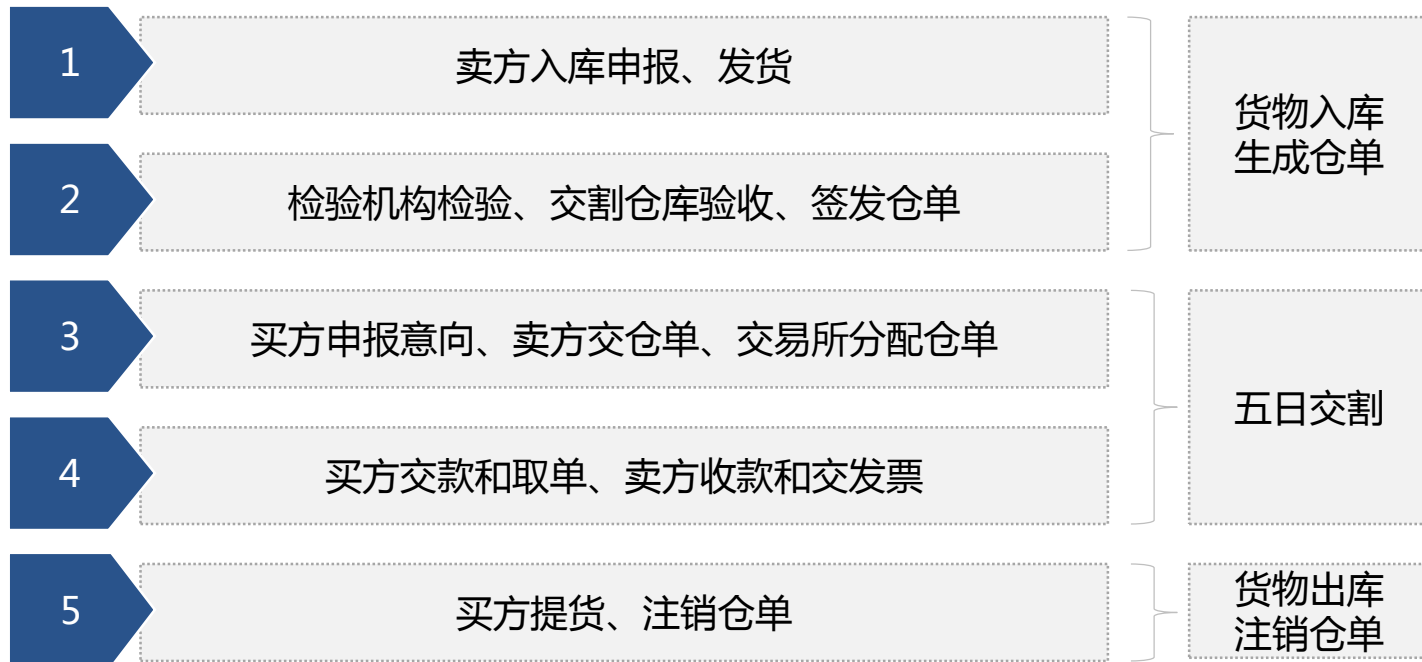 1
卖方入库申报、发货
2
检验机构检验、交割仓库验收、签发仓单
货物入库
生成仓单
3
买方申报意向、卖方交仓单、交易所分配仓单
4
买方交款和取单、卖方收款和交发票
五日交割
5
买方提货、注销仓单
货物出库
注销仓单